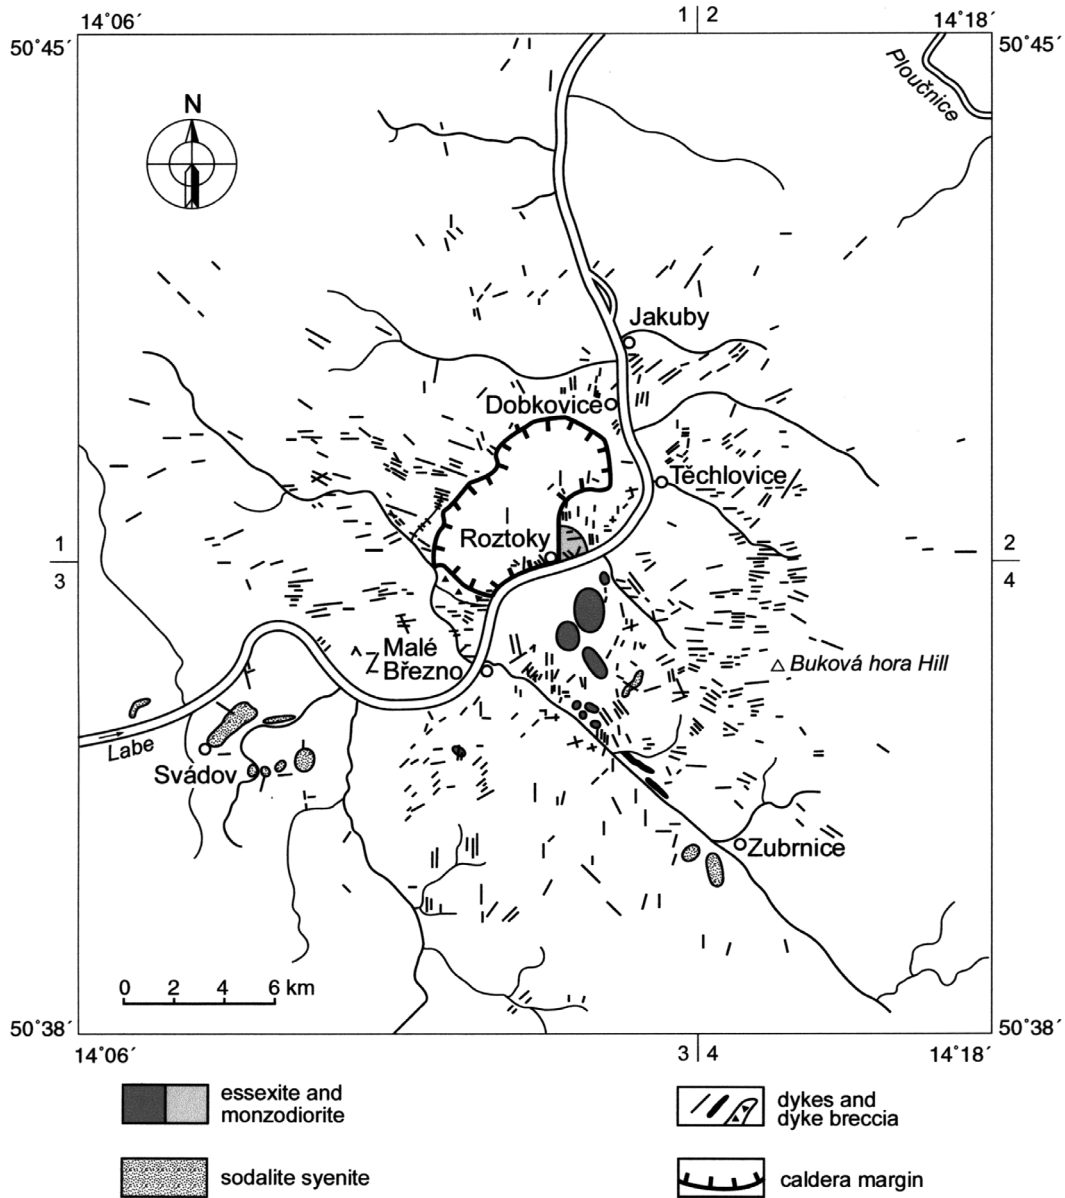 1 2
14°06´ 14°18´
50°45´ 50°45´
Ploučnice
N
Jakuby
Dobkovice
Těchlovice
Roztoky
1 2
3 4
Malé
Březno
Buková hora Hill
Labe
Svádov
Zubrnice
0 2 4 6 km
50°38´ 50°38´
14°06´ 3 4 14°18´
essexite and
monzodiorite
dykes and
dyke breccia
sodalite syenite
caldera margin